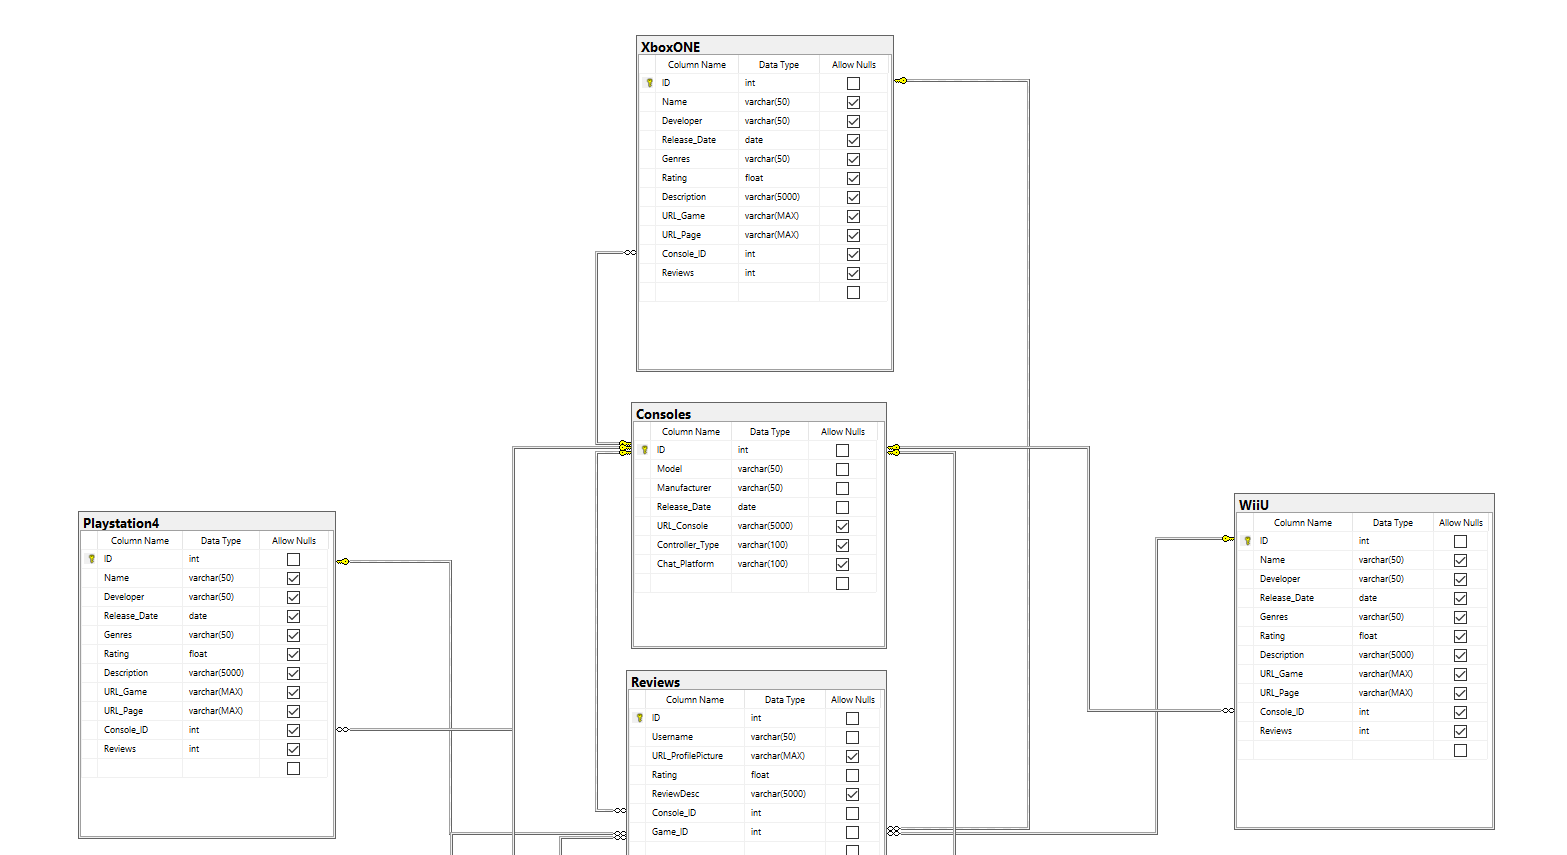 XboxONE
Column Name Data Type Allow Nulls
ID int
Name varchar(50)
Developer varchar(50)
Release_Date date
Genres varchar(50)
Rating float
Description varchar(5000)
URL_Game varchar(MAX)
URL_Page varchar(MAX)
Console_ID int
Reviews int
Consoles
Column Name Data Type Allow Nulls
ID int
Model varchar(50)
Manufacturer varchar(50)
Release_Date date
URL_Console varchar(5000)
Controller_Type varchar(100)
Chat_Platform varchar(100)
Playstation4
Column Name Data Type Allow Nulls
ID int
Name varchar(50)
Developer varchar(50)
Release_Date date
Genres varchar(50)
Rating float
Description varchar(5000)
URL_Game varchar(MAX)
URL_Page varchar(MAX)
Console_ID int
Reviews int
Reviews
Column Name Data Type Allow Nulls
ID int
Username varchar(50)
URL_ProfilePicture varchar(MAX)
Rating float
ReviewDesc varchar(5000)
Console_ID int
Game_ID int
WiiU
Column Name Data Type Allow Nulls
ID int
Name varchar(50)
Developer varchar(50)
Release_Date date
Genres varchar(50)
Rating float
Description varchar(5000)
URL_Game varchar(MAX)
URL_Page varchar(MAX)
Console_ID int
Reviews int